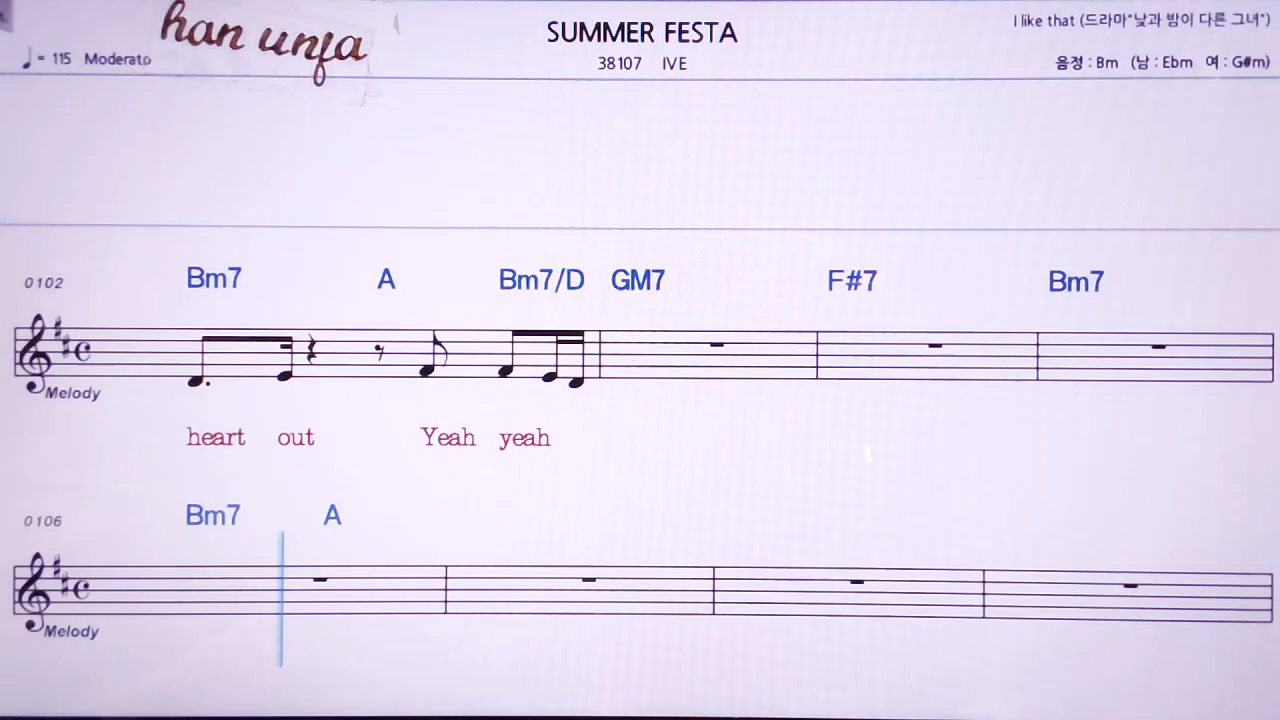 han unja
SUMMER FESTA
I like that (드라마"낮과 밤이 다른 그녀")
= 115 Moderato
38107 IVE
음정 : Bm (남 : Ebm 여 : G#m)
0102 Bm7 A Bm7/D GM7 F#7 Bm7
Melody
heart out Yeah yeah
0106 Bm7 A
Melody